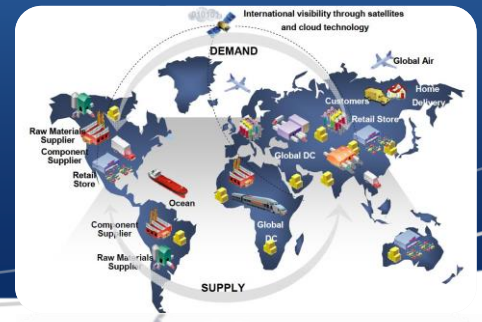 International visibility through satellites
and cloud technology
DEMAND
Global Air
Home
Delivery
Customers
Retail Store
Raw Materials
Supplier
Component
Supplier
Global DC
Retail
Store
Ocean
Component
Supplier
Global
DC
Raw Materials
Supplier
SUPPLY